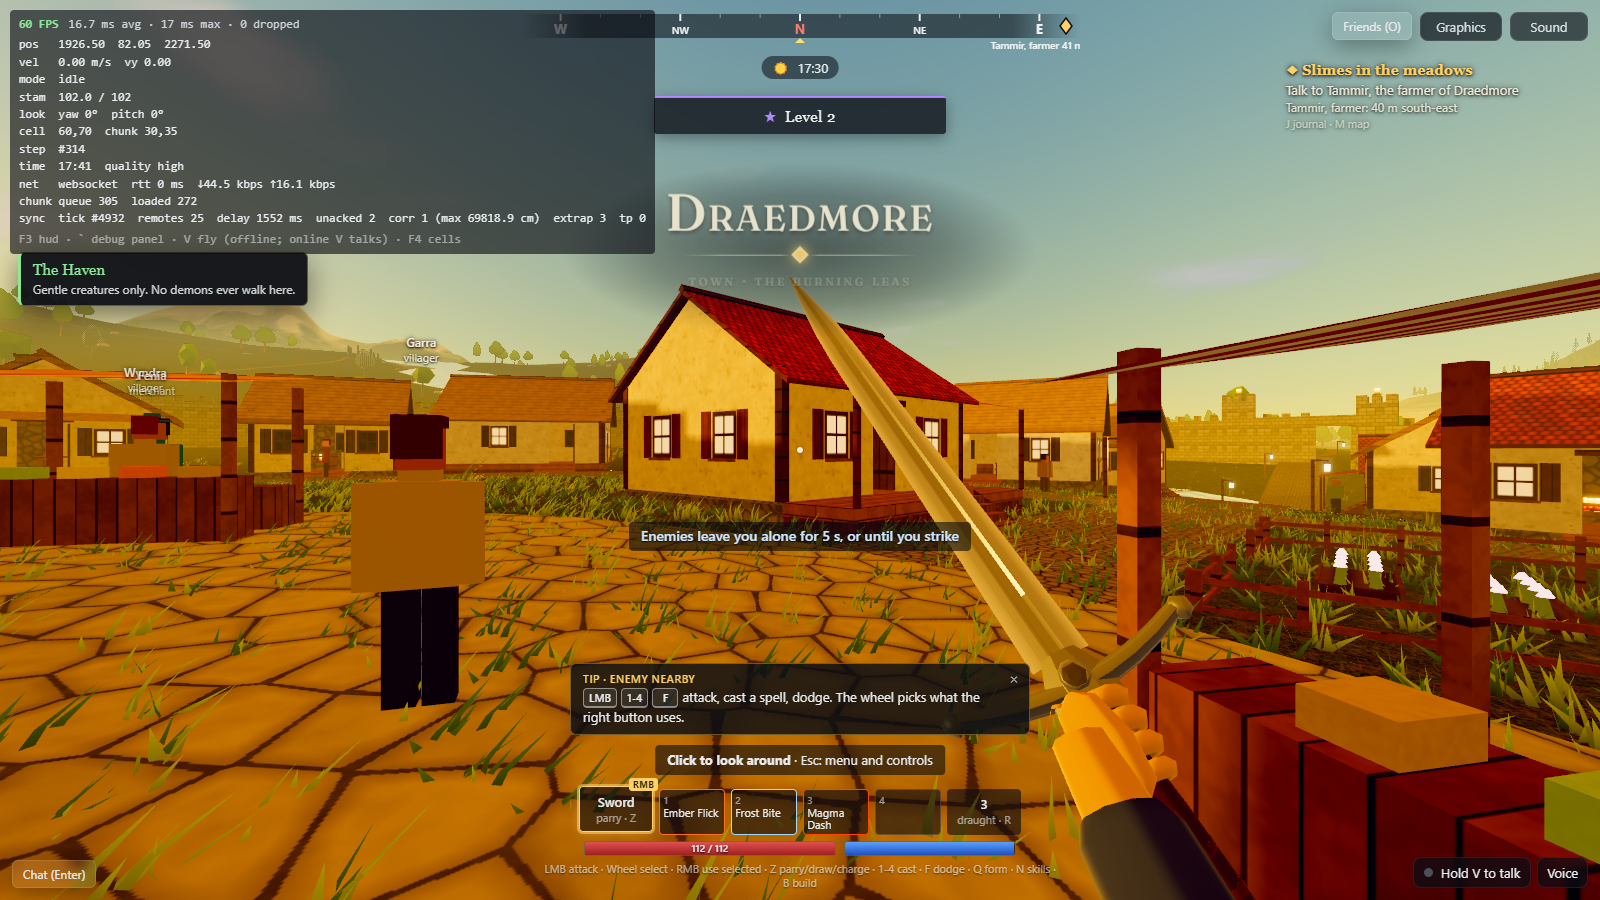 60 FPS 16.7 ms avg · 17 ms max · 0 dropped
pos 1926.50 82.05 2271.50
vel 0.00 m/s vy 0.00
mode idle
stam 102.0 / 102
look yaw 0° pitch 0°
cell 60,70 chunk 30,35
step #314
time 17:41 quality high
net websocket rtt 0 ms ↓44.5 kbps ↑16.1 kbps
chunk queue 305 loaded 272
sync tick #4932 remotes 25 delay 1552 ms unacked 2 corr 1 (max 69818.9 cm) extrap 3 tp 0
F3 hud · ` debug panel · V fly (offline; online V talks) · F4 cells
W NW N NE E
Tammir, farmer 41 n
17:30
★ Level 2
Friends (O)
Graphics
Sound
Slimes in the meadows
Talk to Tammir, the farmer of Draedmore
Tammir, farmer: 40 m south-east
J journal · M map
DRAEDMORE
TOWN · THE BURNING LEAS
The Haven
Gentle creatures only. No demons ever walk here.
Garra
villager
villager
merchant
Enemies leave you alone for 5 s, or until you strike
TIP · ENEMY NEARBY
×
LMB 1-4 F attack, cast a spell, dodge. The wheel picks what the
right button uses.
Click to look around · Esc: menu and controls
RMB
Sword
parry · Z
1
Ember Flick
2
Frost Bite
3
Magma
Dash
4
3
draught · R
112 / 112
LMB attack · Wheel select · RMB use selected · Z parry/draw/charge · 1-4 cast · F dodge · Q form · N skills ·
B build
Chat (Enter)
Hold V to talk
Voice